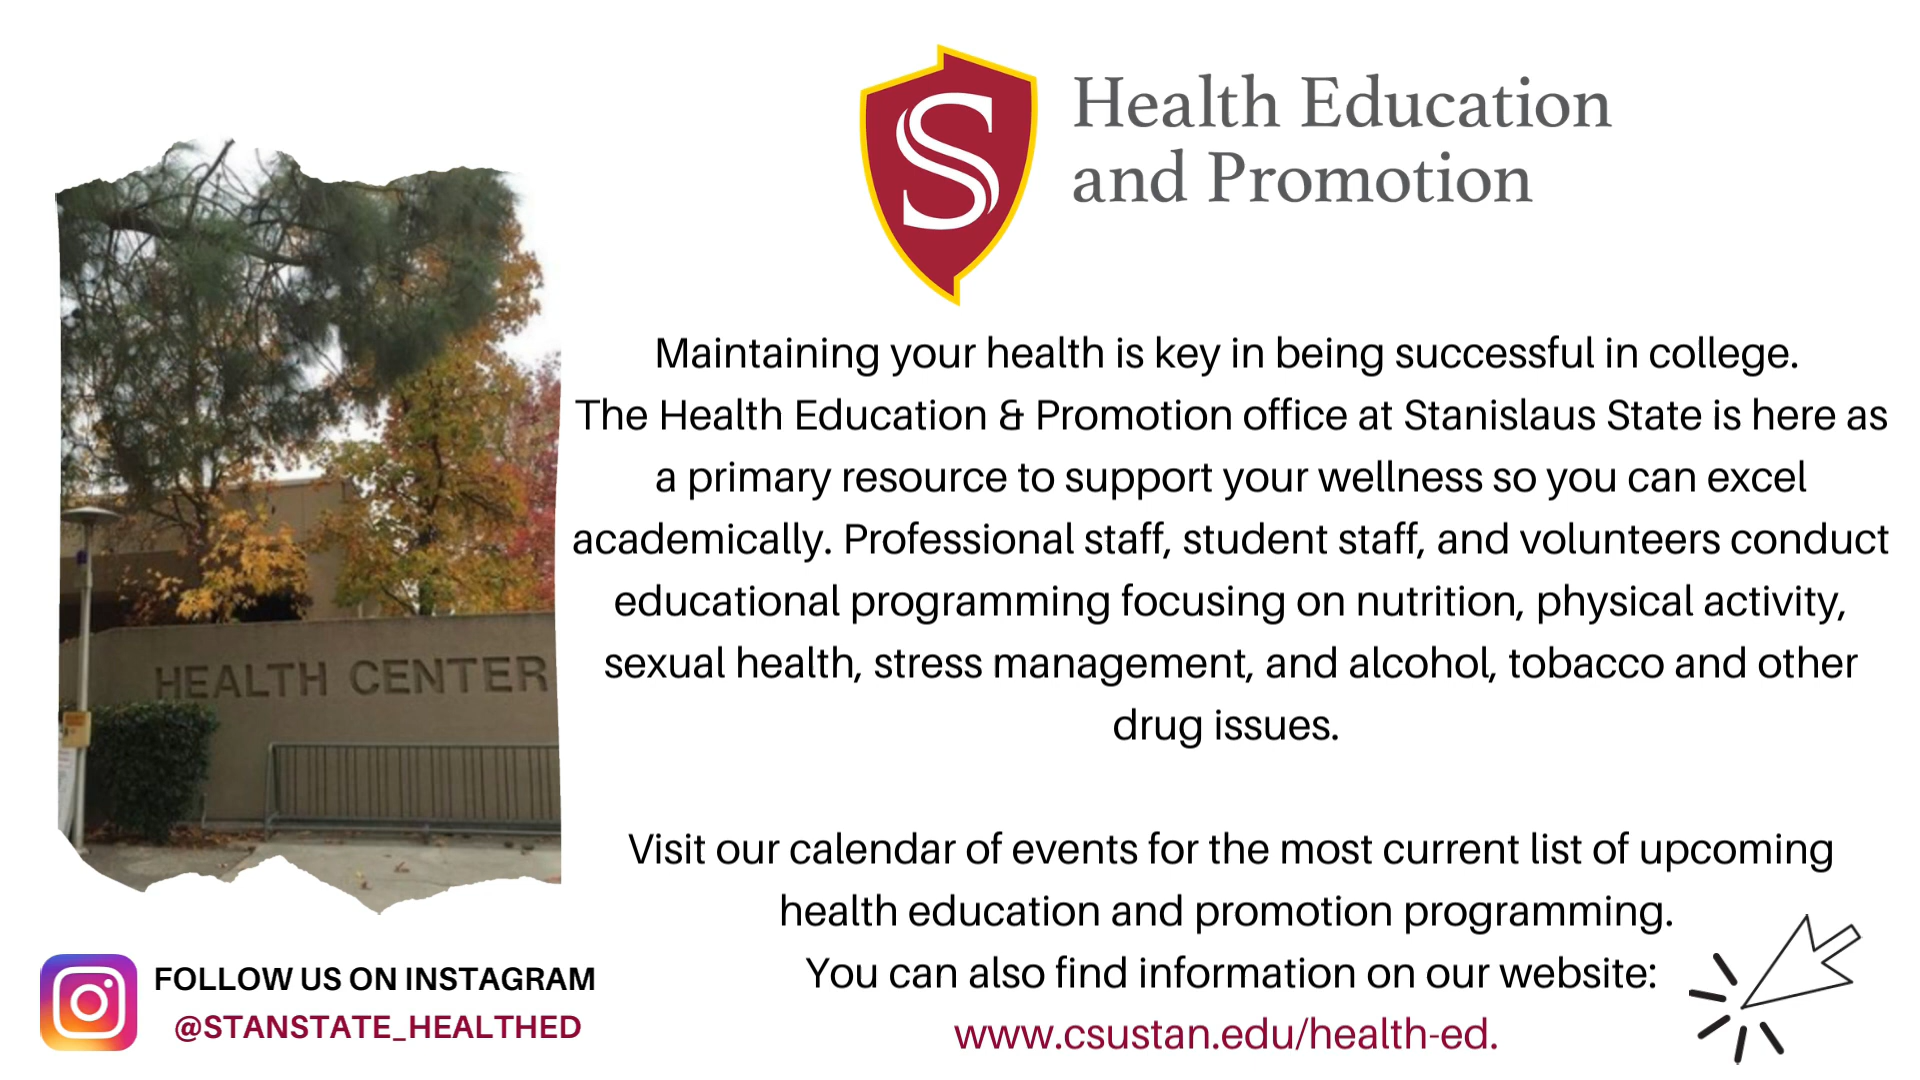 S
Health Education
and Promotion
HEALTH CENTER
Maintaining your health is key in being successful in college.
The Health Education & Promotion office at Stanislaus State is here as
a primary resource to support your wellness so you can excel
academically. Professional staff, student staff, and volunteers conduct
educational programming focusing on nutrition, physical activity,
sexual health, stress management, and alcohol, tobacco and other
drug issues.
Visit our calendar of events for the most current list of upcoming
health education and promotion programming.
You can also find information on our website:
www.csustan.edu/health-ed.
FOLLOW US ON INSTAGRAM
@STANSTATE_HEALTHED